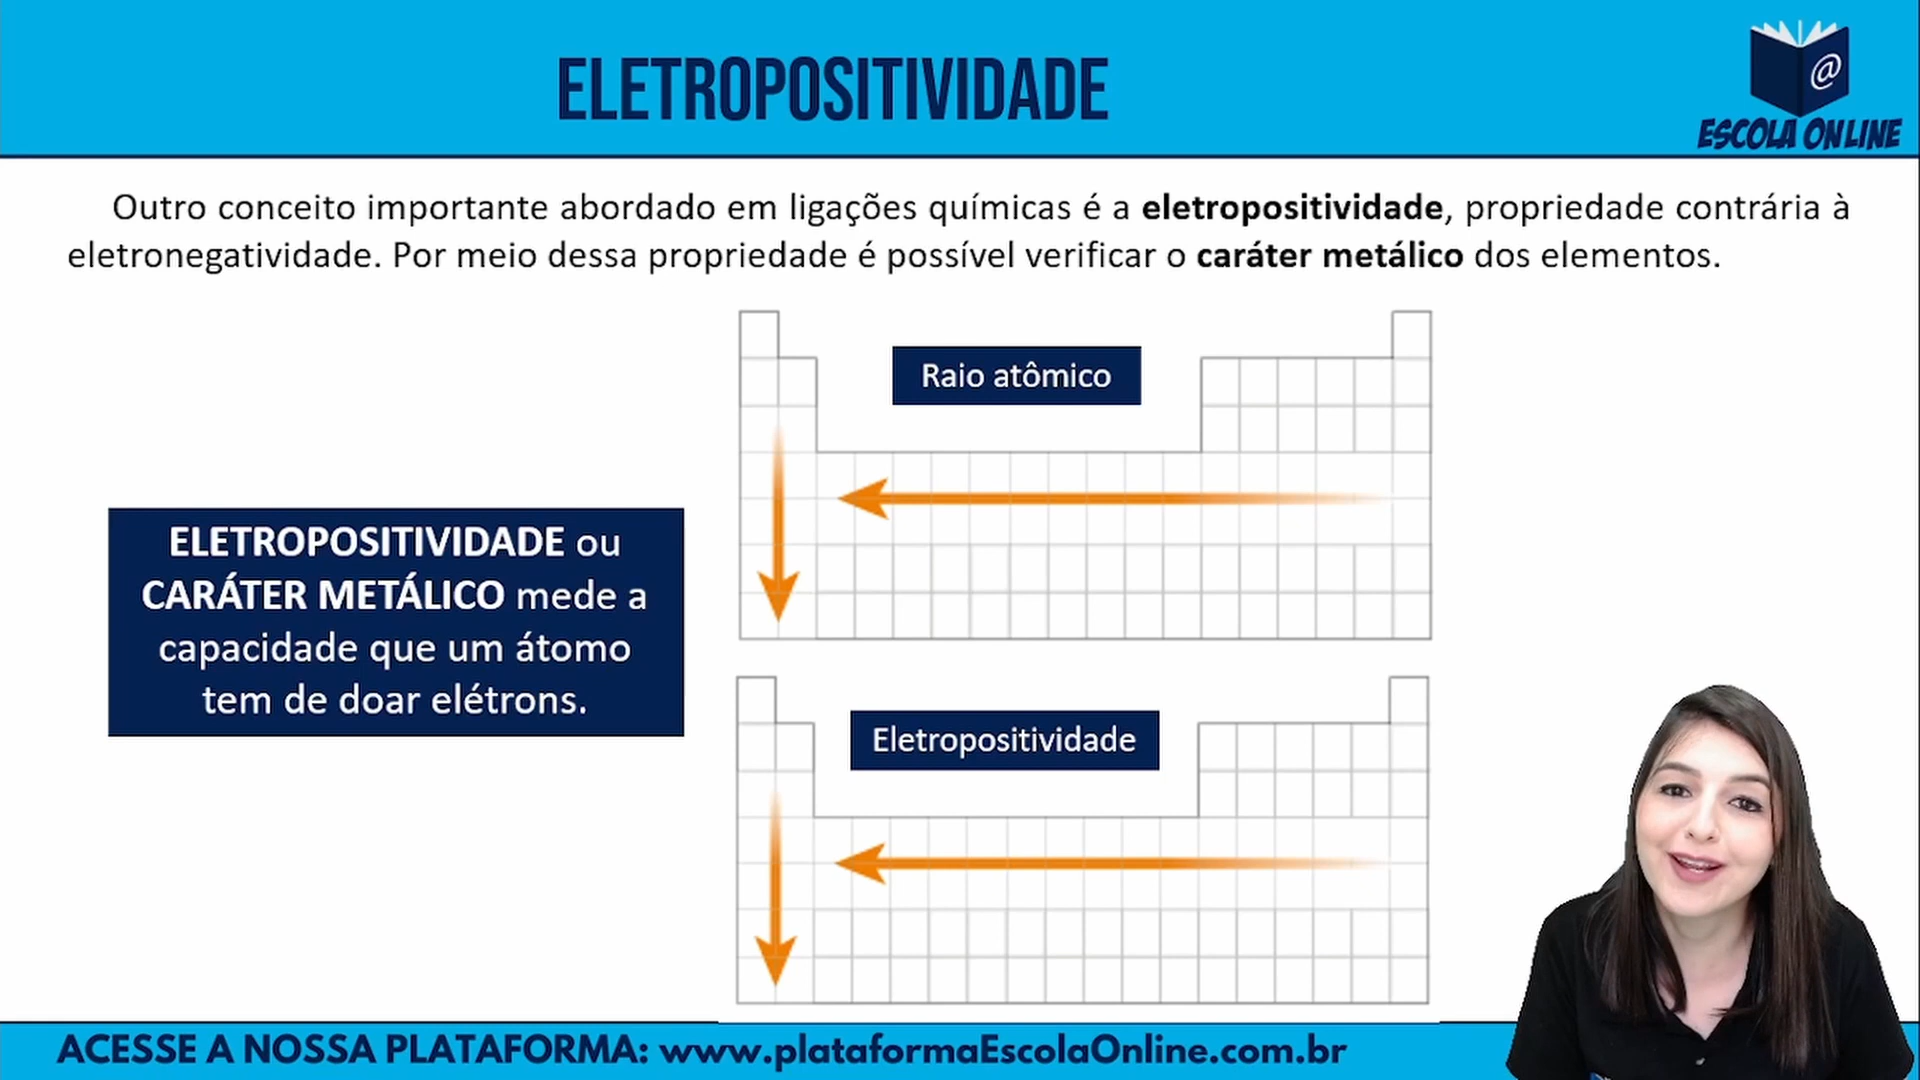 ELETROPOSITIVIDADE
@
ESCOLA ONLINE
Outro conceito importante abordado em ligações químicas é a eletropositividade, propriedade contrária à
eletronegatividade. Por meio dessa propriedade é possível verificar o caráter metálico dos elementos.
Raio atômico
ELETROPOSITIVIDADE ou
CARÁTER METÁLICO mede a
capacidade que um átomo
tem de doar elétrons.
Eletropositividade
ACESSE A NOSSA PLATAFORMA: www.plataformaEscolaOnline.com.br